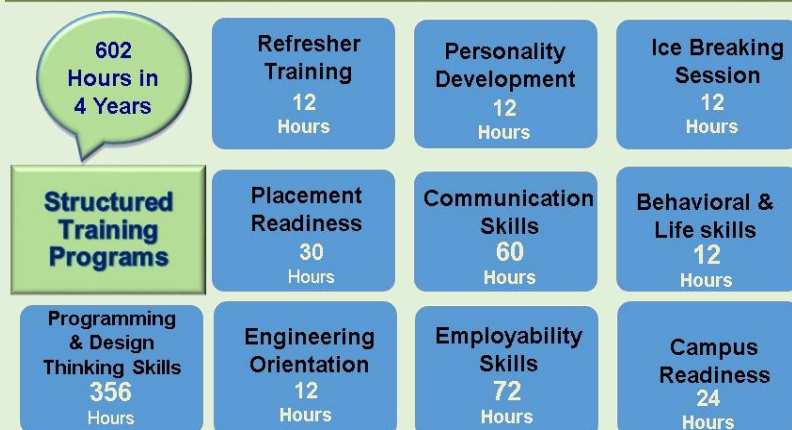 602
Hours in
4 Years
Refresher
Training
12
Hours
Personality
Development
12
Hours
Ice Breaking
Session
12
Hours
Structured
Training
Programs
Placement
Readiness
30
Hours
Communication
Skills
60
Hours
Behavioral &
Life skills
12
Hours
Programming
& Design
Thinking Skills
356
Hours
Engineering
Orientation
12
Hours
Employability
Skills
72
Hours
Campus
Readiness
24
Hours